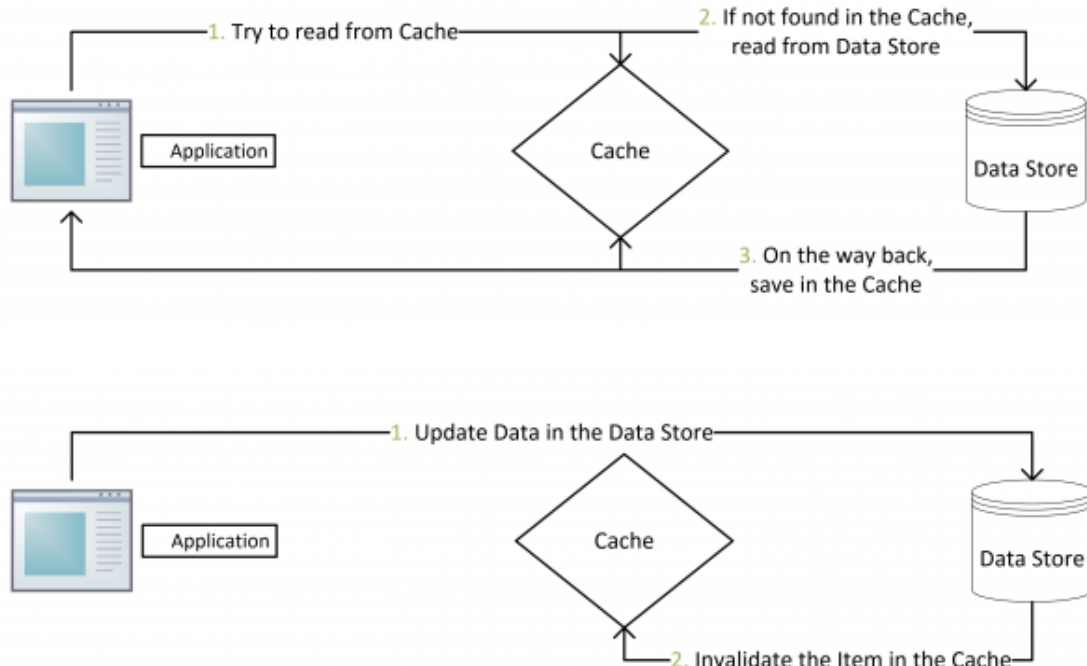 1. Try to read from Cache
2. If not found in the Cache,
read from Data Store
Application
Cache
Data Store
3. On the way back,
save in the Cache
1. Update Data in the Data Store
Application
Cache
Data Store
2. Invalidate the Item in the Cache